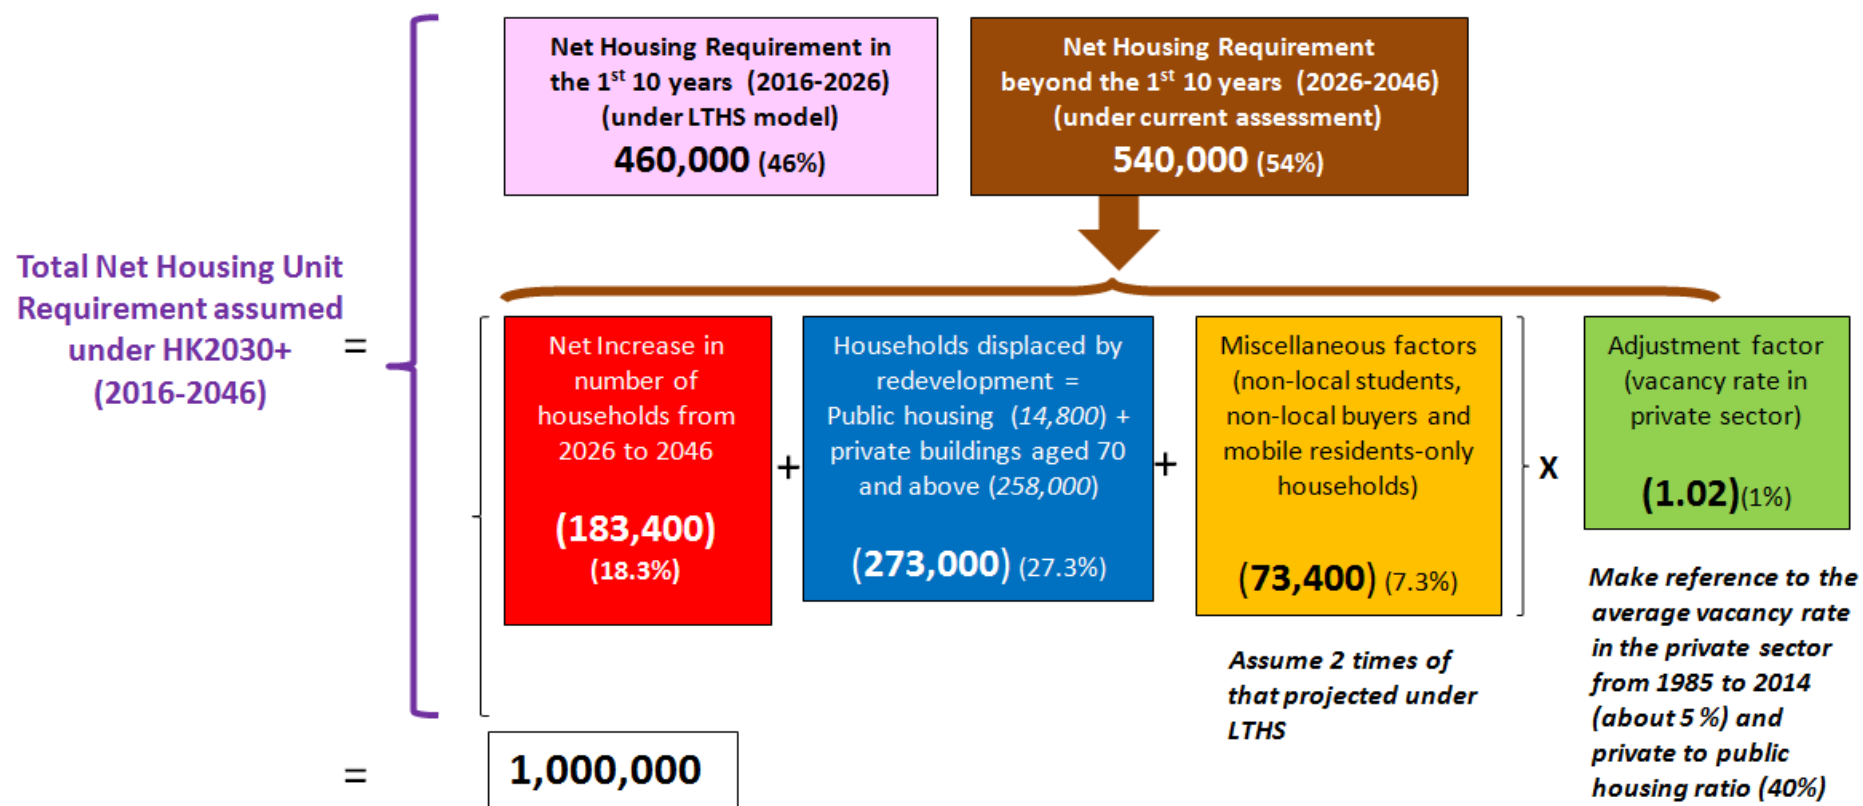 Net Housing Requirement in
the 1st 10 years (2016-2026)
(under LTHS model)
460,000 (46%)
Net Housing Requirement
beyond the 1st 10 years (2026-2046)
(under current assessment)
540,000 (54%)
Total Net Housing Unit
Requirement assumed
under HK2030+
(2016-2046)
=
Net Increase in
number of
households from
2026 to 2046
(183,400)
(18.3%)
+
Households displaced by
redevelopment =
Public housing (14,800) +
private buildings aged 70
and above (258,000)
(273,000) (27.3%)
+
Miscellaneous factors
(non-local students,
non-local buyers and
mobile residents-only
households)
(73,400) (7.3%)
Assume 2 times of
that projected under
LTHS
X
Adjustment factor
(vacancy rate in
private sector)
(1.02)(1%)
Make reference to the
average vacancy rate
in the private sector
from 1985 to 2014
(about 5 %) and
private to public
housing ratio (40%)
=
1,000,000